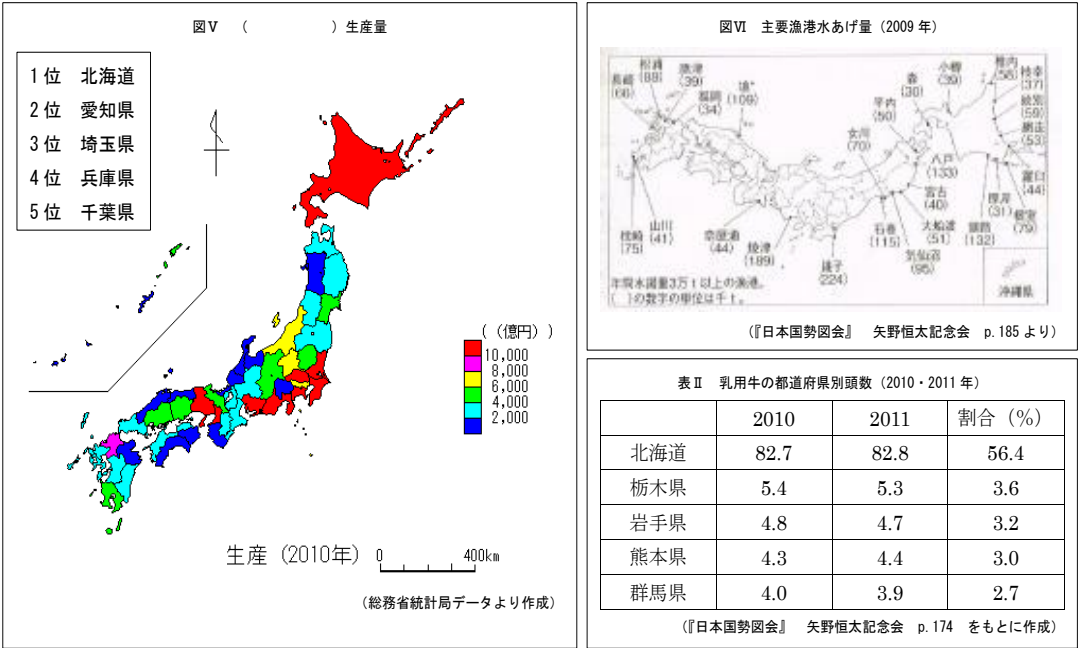 図Ⅴ （　　　　　）生産量
1位 北海道
2位 愛知県
3位 埼玉県
4位 兵庫県
5位 千葉県
((億円))
10,000
8,000
6,000
4,000
2,000
生産(2010年)
0 400km
（総務省統計局データより作成）
図Ⅵ 主要漁港水あげ量（2009年）
長崎
(66)
松浦
(88)
唐津
(39)
福岡
(34)
境
(109)
森
(30)
小樽
(39)
稚内
(56)
枝幸
(37)
紋別
(59)
網走
(53)
羅臼
(44)
根室
(79)
厚岸
(31)
釧路
(132)
平内
(50)
女川
(70)
八戸
(133)
宮古
(40)
大船渡
(51)
気仙沼
(95)
石巻
(115)
銚子
(224)
焼津
(189)
奈屋浦
(44)
山川
(41)
枕崎
(75)
沖縄県
年間水揚量3万t以上の漁港。
( )の数字の単位は千t。
（『日本国勢図会』 矢野恒太記念会 p.185より）
表Ⅱ 乳用牛の都道府県別頭数（2010・2011年）
2010 2011 割合（%）
北海道 82.7 82.8 56.4
栃木県 5.4 5.3 3.6
岩手県 4.8 4.7 3.2
熊本県 4.3 4.4 3.0
群馬県 4.0 3.9 2.7
（『日本国勢図会』 矢野恒太記念会 p.174 をもとに作成）